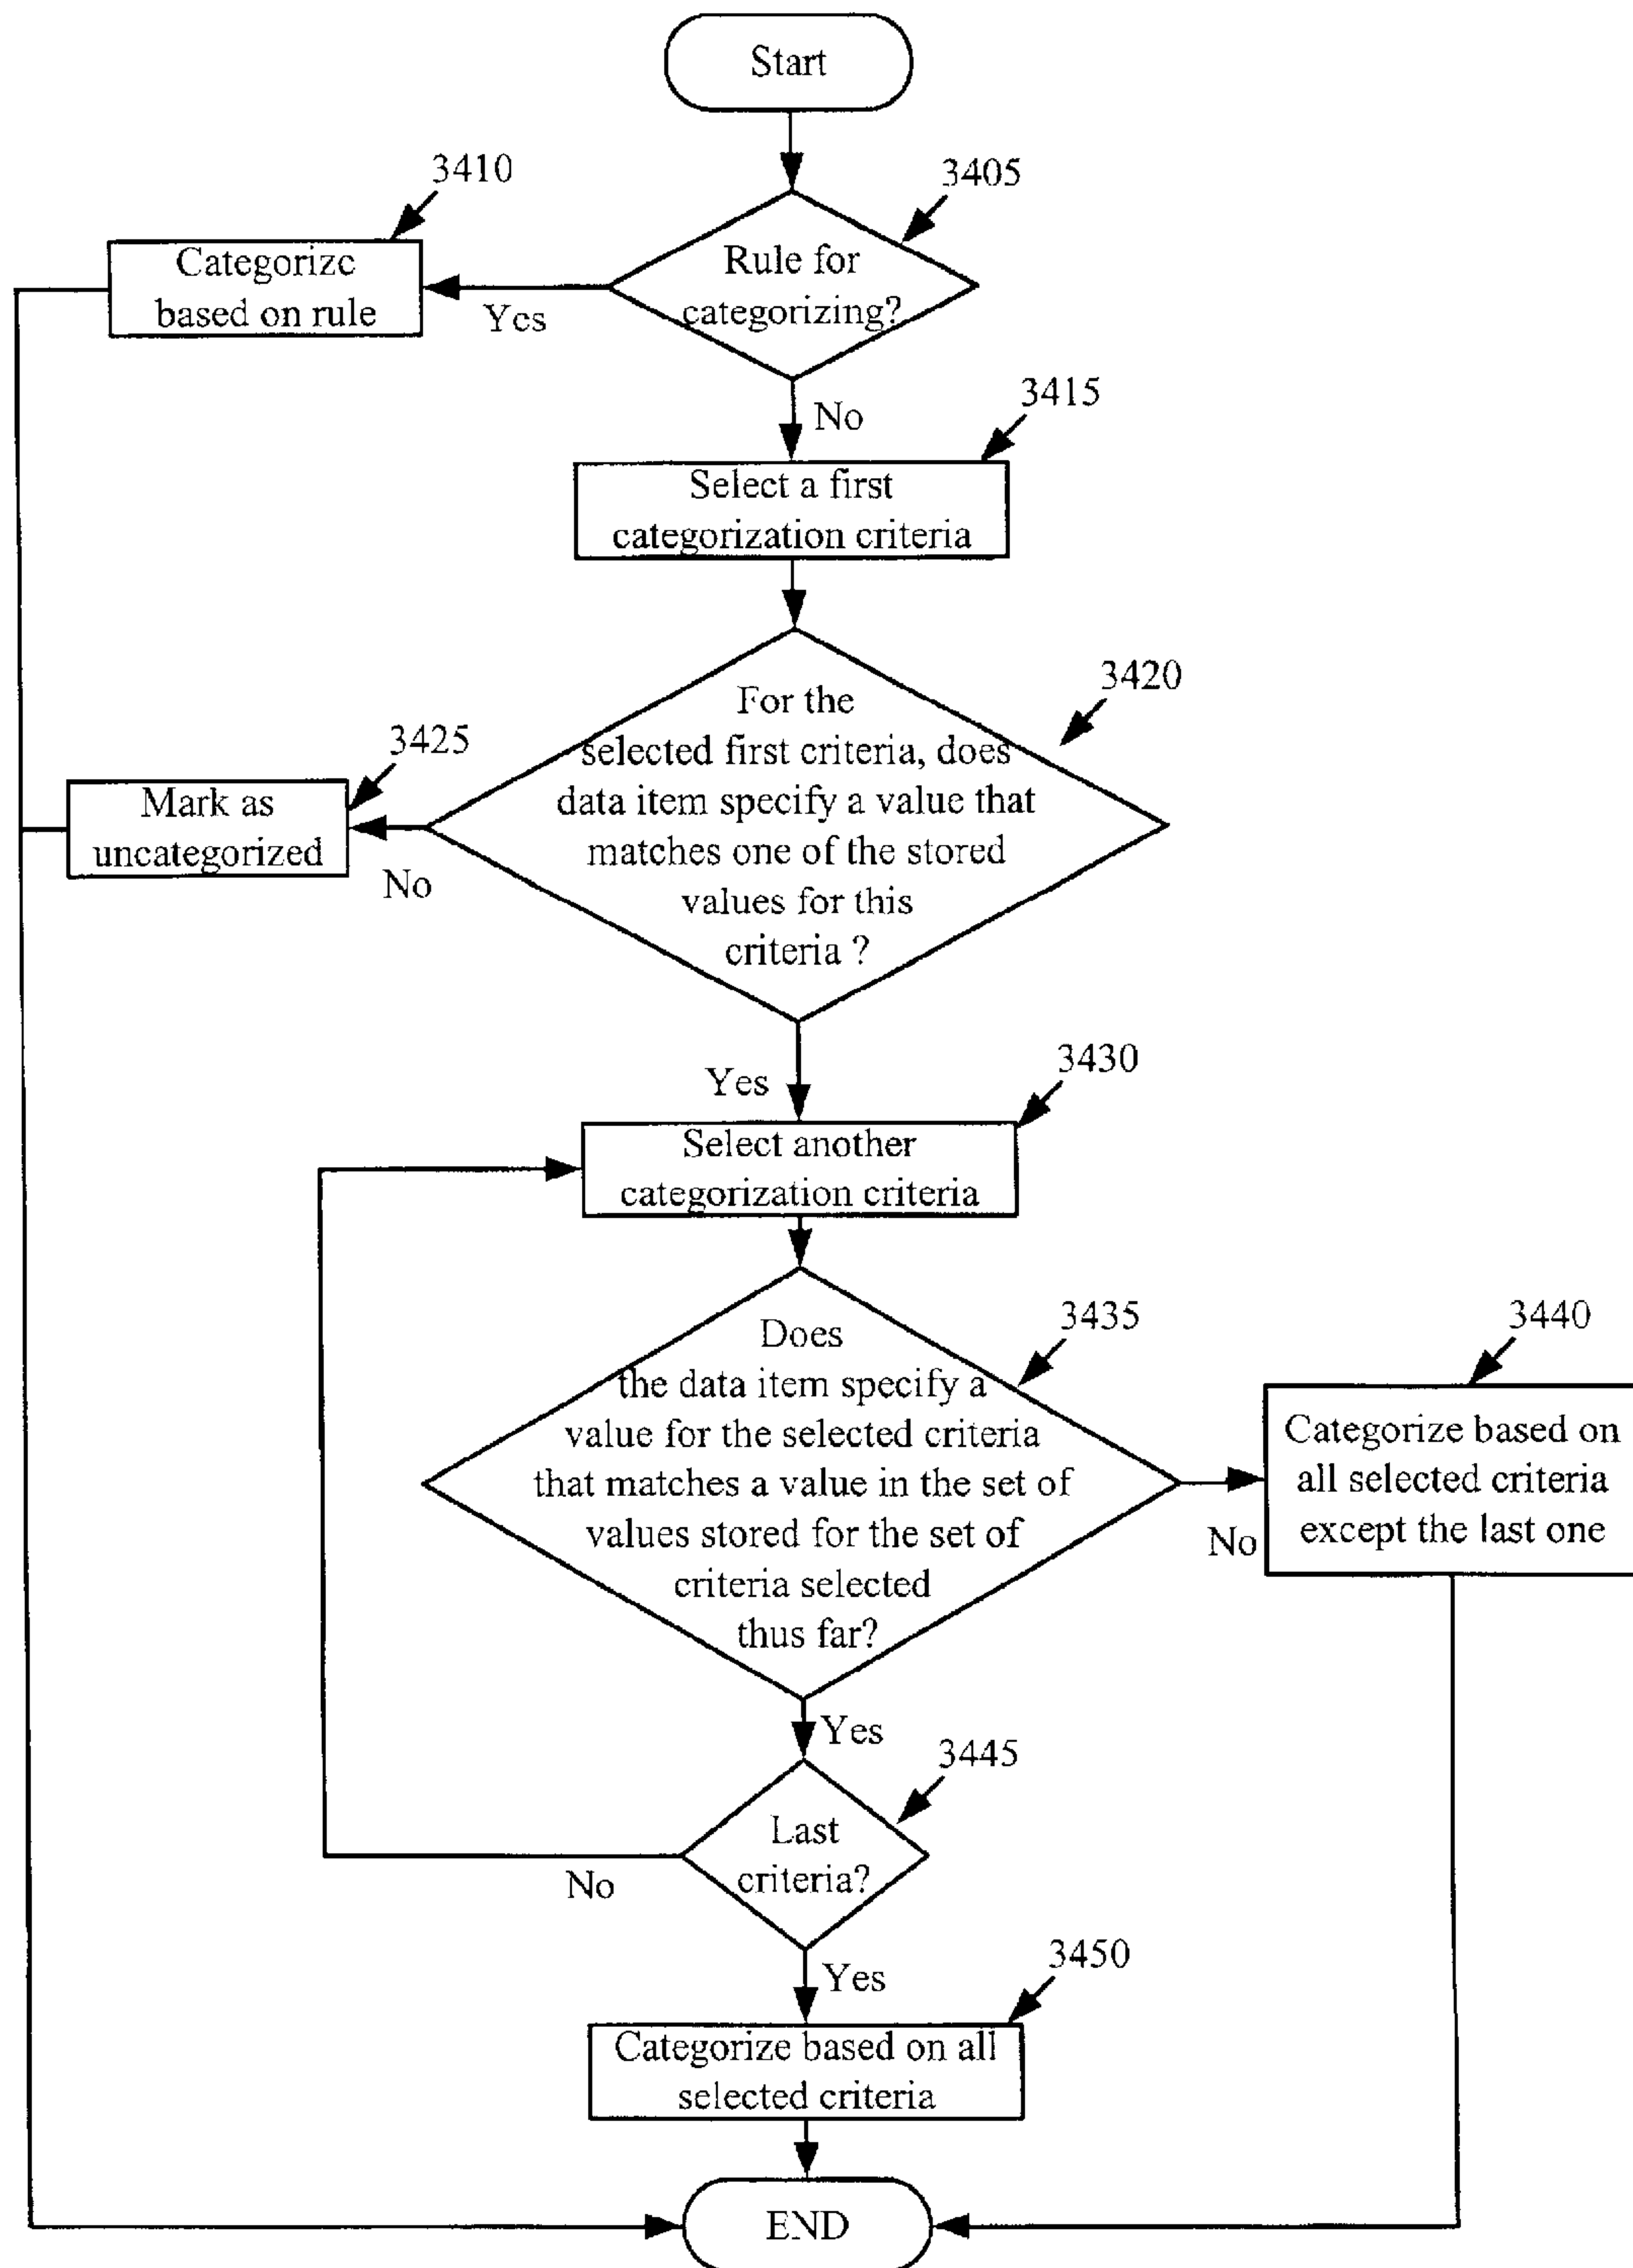 Start
3410
3405
Categorize
based on rule
Yes
Rule for
categorizing?
No
3415
Select a first
categorization criteria
3420
For the
selected first criteria, does
data item specify a value that
matches one of the stored
values for this
criteria ?
3425
Mark as
uncategorized
No
Yes
3430
Select another
categorization criteria
3435
Does
the data item specify a
value for the selected criteria
that matches a value in the set of
values stored for the set of
criteria selected
thus far?
3440
No
Categorize based on
all selected criteria
except the last one
Yes
3445
Last
criteria?
No
Yes
3450
Categorize based on all
selected criteria
END